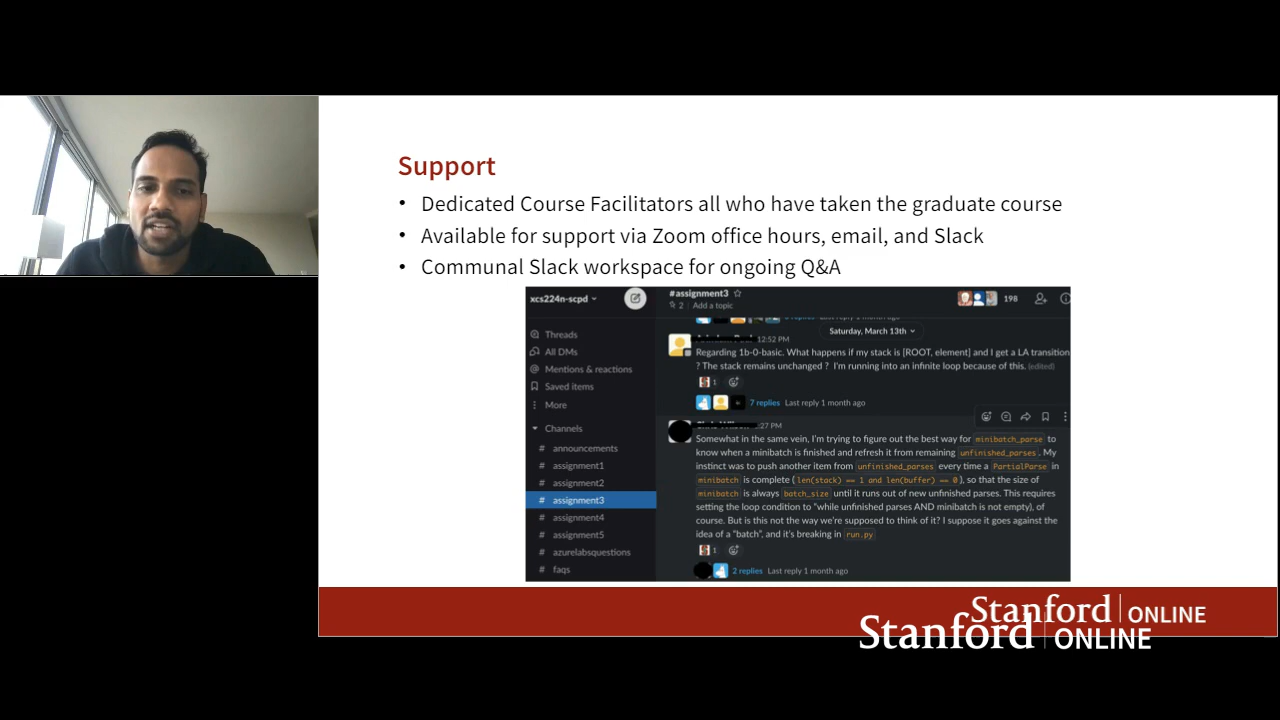 Support
• Dedicated Course Facilitators all who have taken the graduate course
• Available for support via Zoom office hours, email, and Slack
• Communal Slack workspace for ongoing Q&A
xcs224n-scpd
Threads
All DMs
Mentions & reactions
Saved items
More
Channels
# announcements
# assignment1
# assignment2
# assignment3
# assignment4
# assignment5
# azurelabsquestions
# faqs
#assignment3
2 | Add a topic
198
Last reply 1 month ago
Saturday, March 13th
12:52 PM
Regarding 1b-0-basic. What happens if my stack is [ROOT, element] and I get a LA transition
? The stack remains unchanged ? I'm running into an infinite loop because of this. (edited)
1
7 replies Last reply 1 month ago
:27 PM
Somewhat in the same vein, I'm trying to figure out the best way for minibatch_parse to
know when a minibatch is finished and refresh it from remaining unfinished_parses. My
instinct was to push another item from unfinished_parses every time a PartialParse in
minibatch is complete ( len(stack) == 1 and len(buffer) == 0 ), so that the size of
minibatch is always batch_size until it runs out of new unfinished parses. This requires
setting the loop condition to "while unfinished parses AND minibatch is not empty), of
course. But is this not the way we're supposed to think of it? I suppose it goes against the
idea of a "batch", and it's breaking in run.py
1
2 replies Last reply 1 month ago
Stanford | ONLINE
Stanford | ONLINE